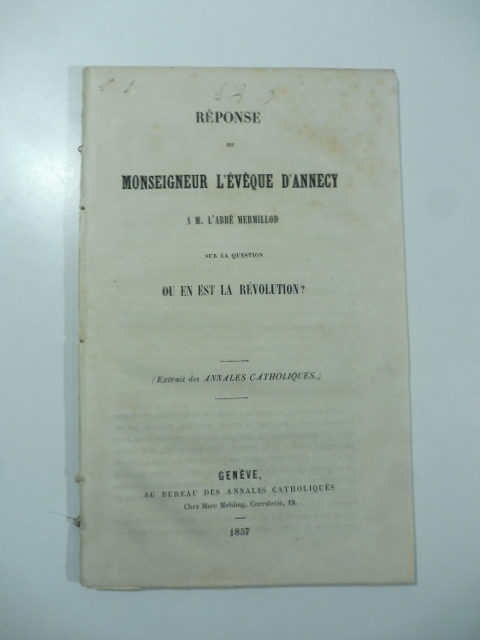 RÉPONSE
DE
MONSEIGNEUR L'ÉVÊQUE D'ANNECY
A M. L'ABBÉ MERMILLOD
SUR LA QUESTION
OU EN EST LA RÉVOLUTION?
(Extrait des ANNALES CATHOLIQUES.)
GENÈVE,
AU BUREAU DES ANNALES CATHOLIQUES
Chez Marc Mehling, Corraterie, 12.
1857